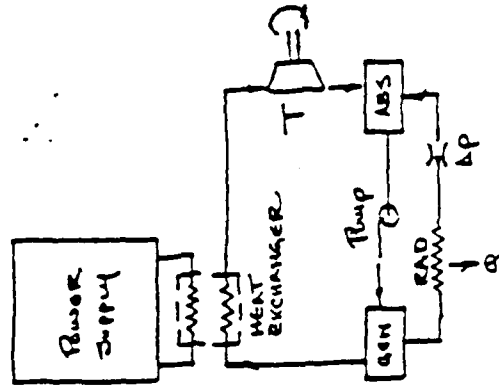 POWER
SUPPLY
HEAT
EXCHANGER
T
PUMP
ABS
GEN
RAD
ΔP
Q